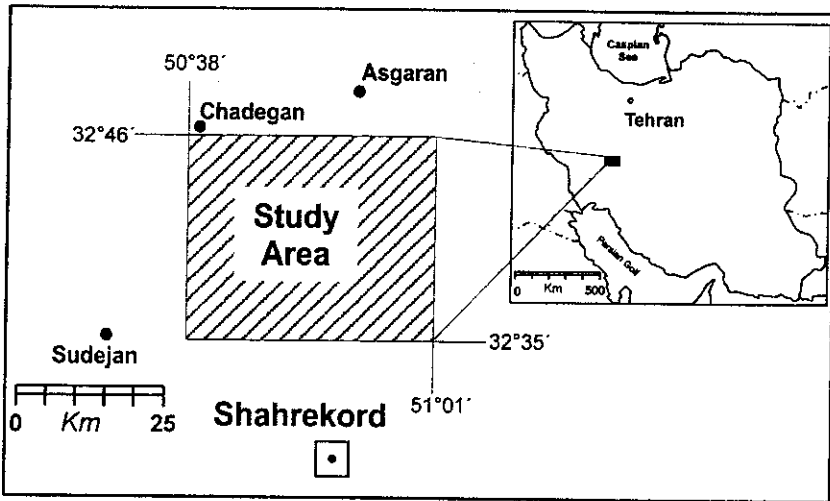 50°38´
Asgaran
Chadegan
32°46´
Study
Area
Sudejan
32°35´
0 Km 25
51°01´
Shahrekord
Caspian
Sea
Tehran
Persian Golf
0 Km 500